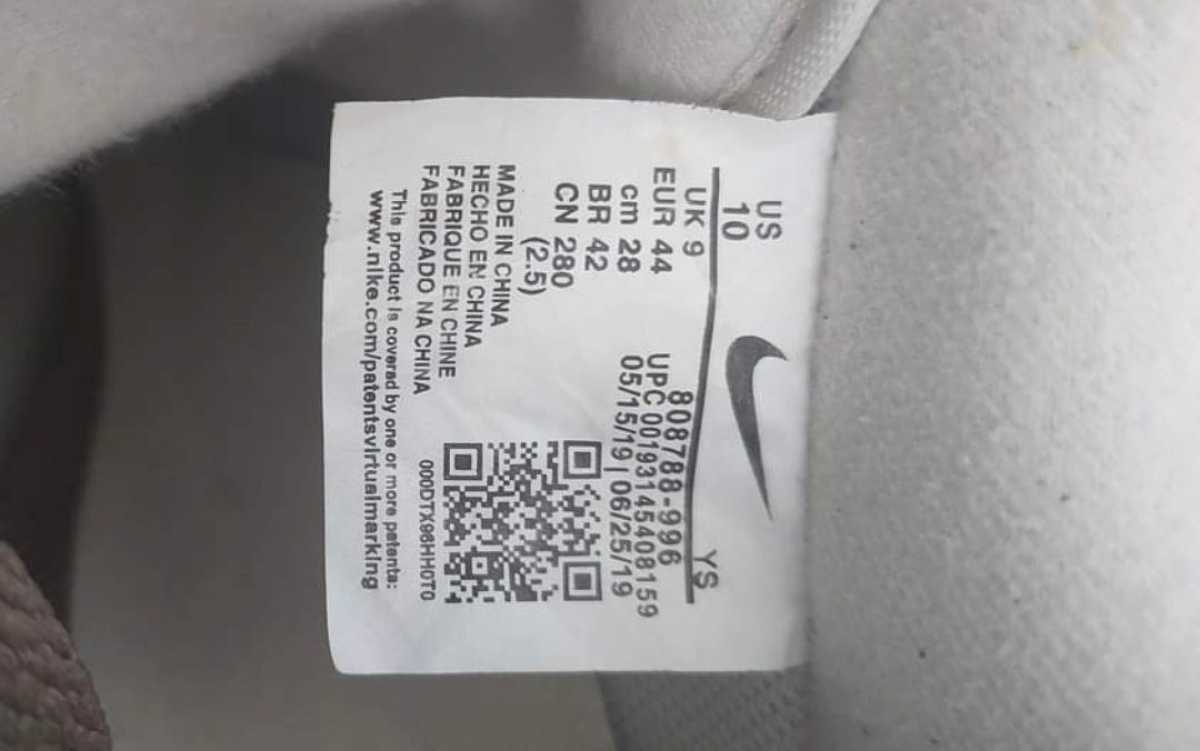 US
10
YS
UK 9
EUR 44
cm 28
BR 42
CN 280
(2.5)
808788-996
UPC 00193145408159
05/15/19 | 06/25/19
MADE IN CHINA
HECHO EN CHINA
FABRIQUE EN CHINE
FABRICADO NA CHINA
000DTX96HH0T0
This product is covered by one or more patents:
www.nike.com/patentsvirtualmarking